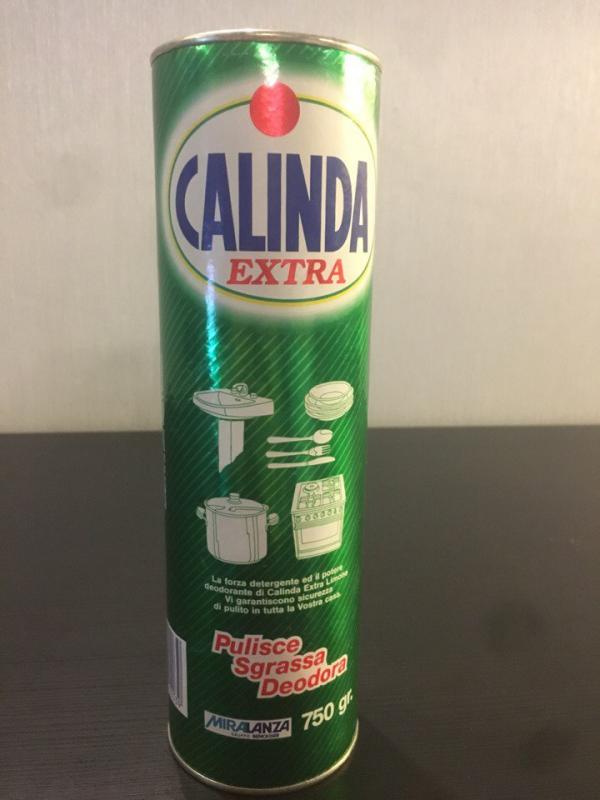 CALINDA
EXTRA
La forza detergente ed il potere
deodorante di Calinda Extra Limone
Vi garantiscono sicurezza
di pulito in tutta la Vostra casa.
Pulisce
Sgrassa
Deodora
MIRALANZA
750 gr.